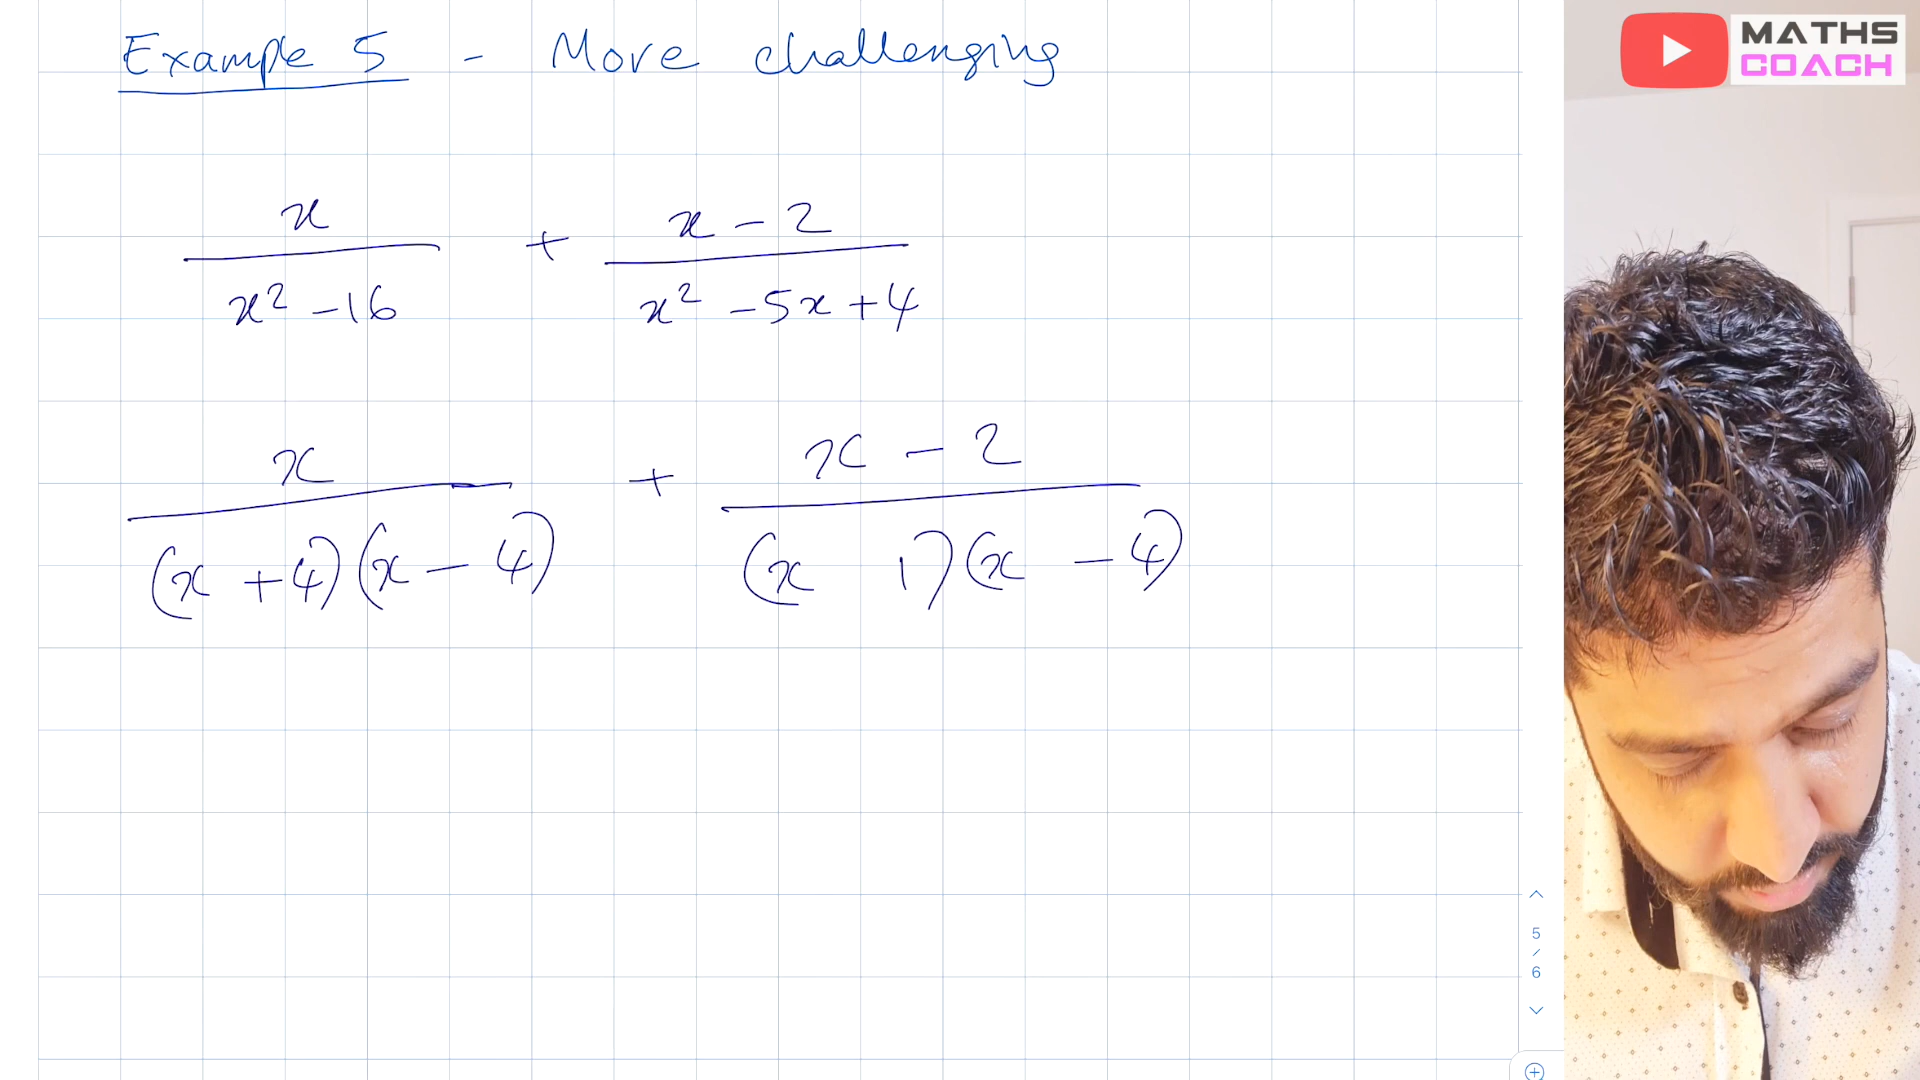 MATHS
COACH
Example 5 - More challenging
x + x - 2
x² - 16 x² - 5x + 4
x + x - 2
(x + 4)(x - 4) (x 1)(x - 4)
5
/
6